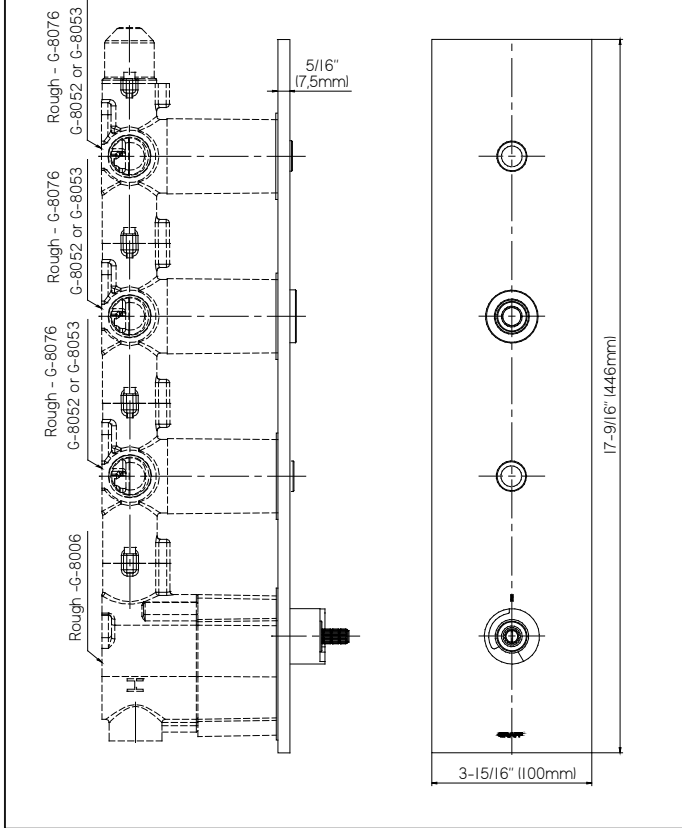 Rough - G-8076
G-8052 or G-8053
Rough - G-8076
G-8052 or G-8053
Rough - G-8076
G-8052 or G-8053
Rough -G-8006
5/16"
(7,5mm)
17-9/16" (446mm)
3-15/16" (100mm)
H